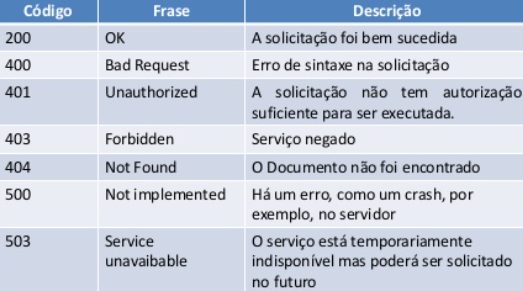 Código Frase Descrição
200 OK A solicitação foi bem sucedida
400 Bad Request Erro de sintaxe na solicitação
401 Unauthorized A solicitação não tem autorização
suficiente para ser executada.
403 Forbidden Serviço negado
404 Not Found O Documento não foi encontrado
500 Not implemented Há um erro, como um crash, por
exemplo, no servidor
503 Service O serviço está temporariamente
unavaibable indisponível mas poderá ser solicitado
no futuro